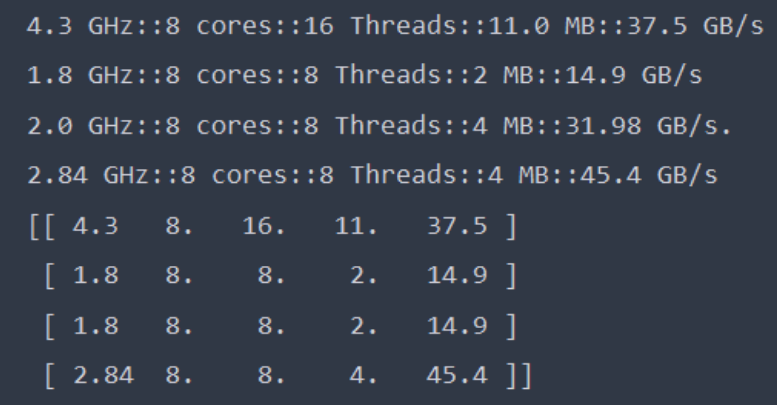 4.3 GHz::8 cores::16 Threads::11.0 MB::37.5 GB/s
1.8 GHz::8 cores::8 Threads::2 MB::14.9 GB/s
2.0 GHz::8 cores::8 Threads::4 MB::31.98 GB/s.
2.84 GHz::8 cores::8 Threads::4 MB::45.4 GB/s
[[ 4.3   8.   16.   11.   37.5 ]
 [ 1.8   8.    8.    2.   14.9 ]
 [ 1.8   8.    8.    2.   14.9 ]
 [ 2.84  8.    8.    4.   45.4 ]]